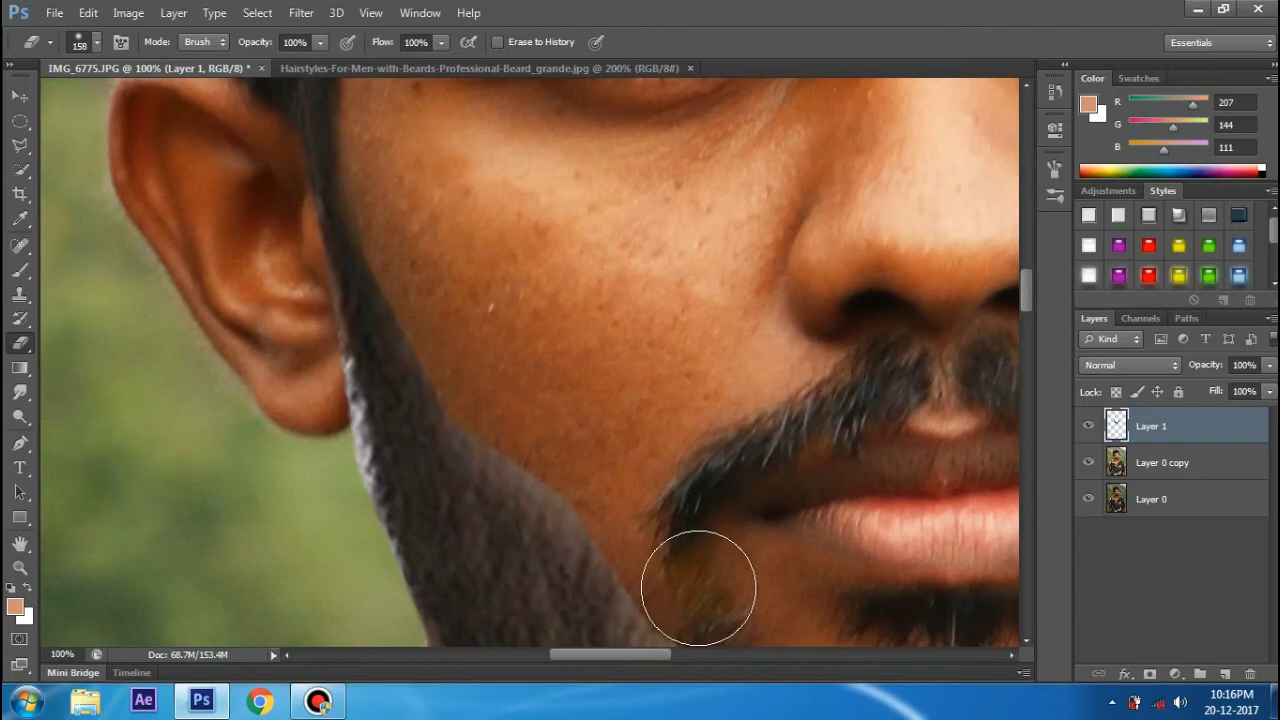 Ps File Edit Image Layer Type Select Filter 3D View Window Help
158 Mode: Brush Opacity: 100% Flow: 100% Erase to History Essentials
IMG_6775.JPG @ 100% (Layer 1, RGB/8) * × Hairstyles-For-Men-with-Beards-Professional-Beard_grande.jpg @ 200% (RGB/8#) ×
Color Swatches
R 207
G 144
B 111
Adjustments Styles
Layers Channels Paths
Kind
Normal Opacity: 100%
Lock: Fill: 100%
Layer 1
Layer 0 copy
Layer 0
fx
100% Doc: 68.7M/153.4M
Mini Bridge Timeline
Ae Ps
10:16PM
20-12-2017